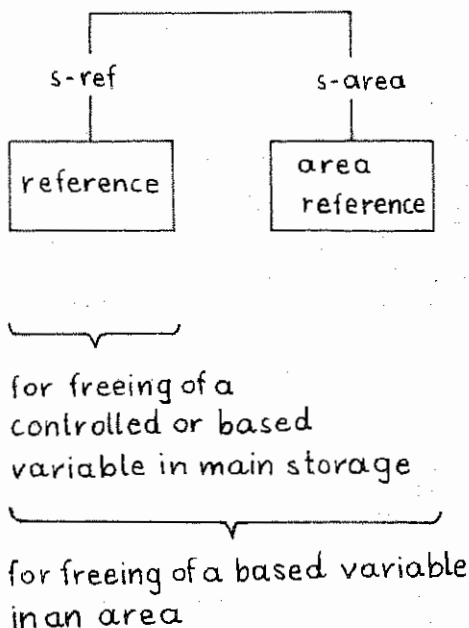 s-ref s-area
reference
area
reference
for freeing of a
controlled or based
variable in main storage
for freeing of a based variable
in an area